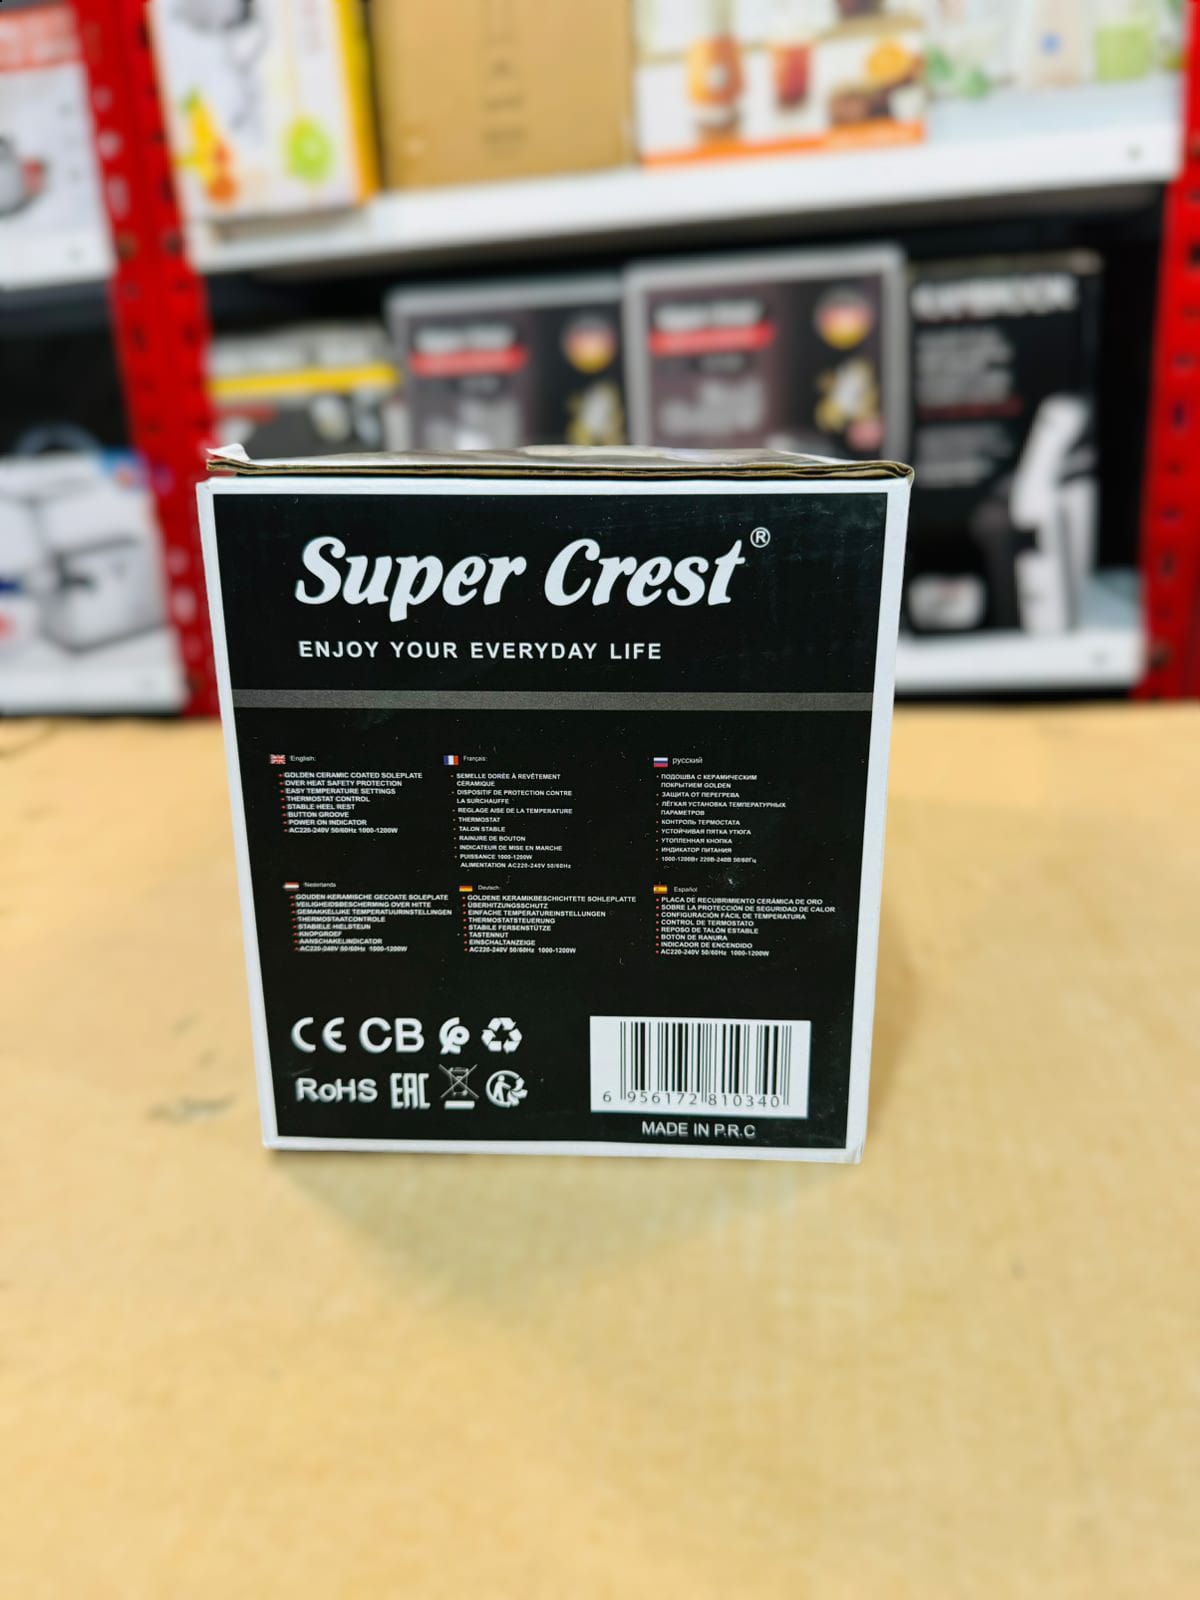 Super Crest®
ENJOY YOUR EVERYDAY LIFE
English:
GOLDEN CERAMIC COATED SOLEPLATE
OVER HEAT SAFETY PROTECTION
EASY TEMPERATURE SETTINGS
THERMOSTAT CONTROL
STABLE HEEL REST
BUTTON GROOVE
POWER ON INDICATOR
AC220-240V 50/60Hz 1000-1200W
Français:
SEMELLE DORÉE À REVÊTEMENT
CÉRAMIQUE
DISPOSITIF DE PROTECTION CONTRE
LA SURCHAUFFE
REGLAGE AISE DE LA TEMPERATURE
THERMOSTAT
TALON STABLE
RAINURE DE BOUTON
INDICATEUR DE MISE EN MARCHE
PUISSANCE 1000-1200W
ALIMENTATION AC220-240V 50/60Hz
русский
ПОДОШВА С КЕРАМИЧЕСКИМ
ПОКРЫТИЕМ GOLDEN
ЗАЩИТА ОТ ПЕРЕГРЕВА
ЛЁГКАЯ УСТАНОВКА ТЕМПЕРАТУРНЫХ
ПАРАМЕТРОВ
КОНТРОЛЬ ТЕРМОСТАТА
УСТОЙЧИВАЯ ПЯТКА УТЮГА
УТОПЛЕННАЯ КНОПКА
ИНДИКАТОР ПИТАНИЯ
1000-1200Вт 220В-240В 50/60Гц
Nederlands
GOUDEN KERAMISCHE GECOATE SOLEPLATE
VEILIGHEIDSBESCHERMING OVER HITTE
GEMAKKELIJKE TEMPERATUURINSTELLINGEN
THERMOSTAATCONTROLE
STABIELE HIELSTEUN
KNOPGROEF
AANSCHAKELINDICATOR
AC220-240V 50/60Hz 1000-1200W
Deutsch:
GOLDENE KERAMIKBESCHICHTETE SOHLEPLATTE
ÜBERHITZUNGSSCHUTZ
EINFACHE TEMPERATUREINSTELLUNGEN
THERMOSTATSTEUERUNG
STABILE FERSENSTÜTZE
TASTENNUT
EINSCHALTANZEIGE
AC220-240V 50/60Hz 1000-1200W
Español
PLACA DE RECUBRIMIENTO CERÁMICA DE ORO
SOBRE LA PROTECCIÓN DE SEGURIDAD DE CALOR
CONFIGURACIÓN FÁCIL DE TEMPERATURA
CONTROL DE TERMOSTATO
REPOSO DE TALÓN ESTABLE
BOTÓN DE RANURA
INDICADOR DE ENCENDIDO
AC220-240V 50/60Hz 1000-1200W
CE CB
RoHS EAC
6 956172 810340
MADE IN P.R.C